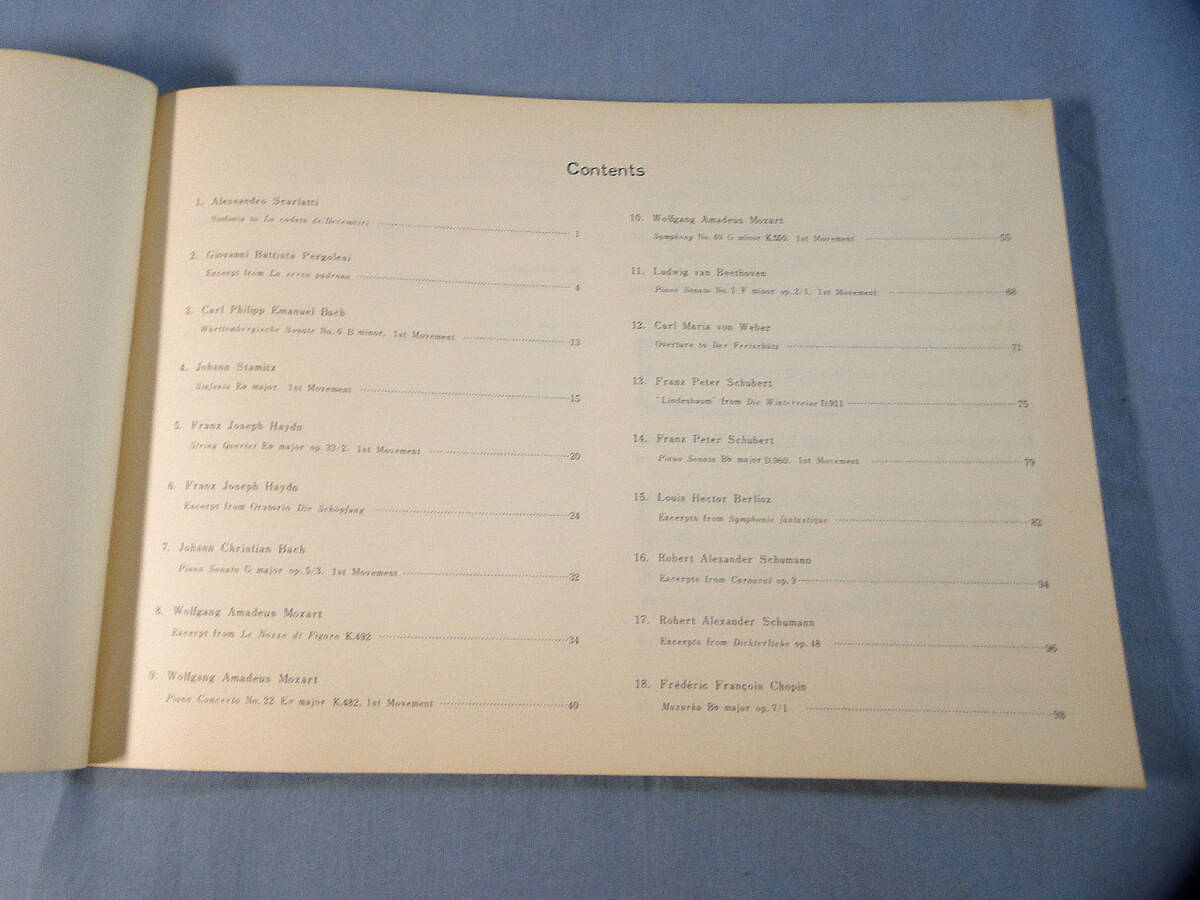 Contents
1. Alessandro Scarlatti
Sinfonia to La caduta de'Decemviri 1
2. Giovanni Battista Pergolesi
Excerpt from La serva padrona 4
3. Carl Philipp Emanuel Bach
Württembergische Sonate No.6 B minor. 1st Movement 13
4. Johann Stamitz
Sinfonia E♭ major. 1st Movement 15
5. Franz Joseph Haydn
String Quartet E♭ major op.33/2. 1st Movement 20
6. Franz Joseph Haydn
Excerpt from Oratorio Die Schöpfung 24
7. Johann Christian Bach
Piano Sonata G major op.5/3. 1st Movement 32
8. Wolfgang Amadeus Mozart
Excerpt from Le Nozze di Figaro K.492 34
9. Wolfgang Amadeus Mozart
Piano Concerto No.22 E♭ major K.482, 1st Movement 40
10. Wolfgang Amadeus Mozart
Symphony No.40 G minor K.550. 1st Movement
11. Ludwig van Beethoven
Piano Sonata No.1 F minor op.2/1. 1st Movement 68
12. Carl Maria von Weber
Overture to Der Freischütz 71
13. Franz Peter Schubert
"Lindenbaum" from Die Winterreise D.911 75
14. Franz Peter Schubert
Piano Sonata B♭ major D.960. 1st Movement 79
15. Louis Hector Berlioz
Excerpts from Symphonie fantastique 82
16. Robert Alexander Schumann
Excerpts from Carnaval op.9 94
17. Robert Alexander Schumann
Excerpts from Dichterliebe op.48 96
18. Frédéric François Chopin
Mazurka B♭ major op.7/1 98